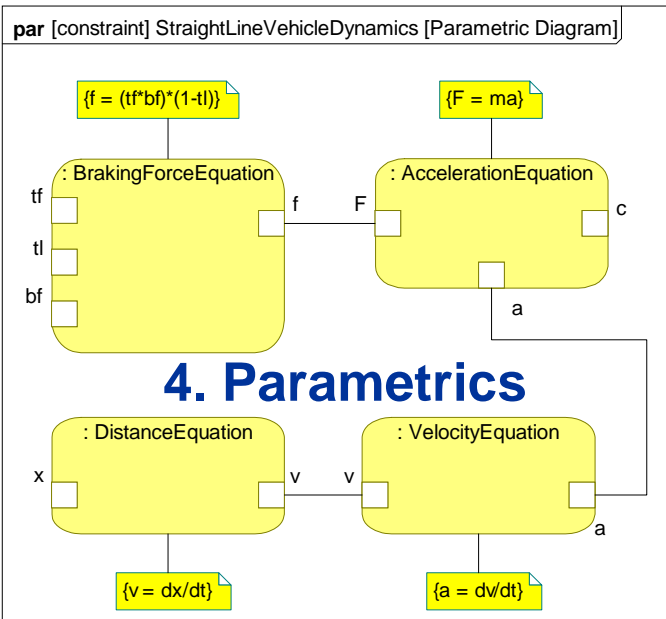 par [constraint] StraightLineVehicleDynamics [Parametric Diagram]
{f = (tf*bf)*(1-tl)}
{F = ma}
: BrakingForceEquation
: AccelerationEquation
tf
f
F
c
tl
bf
a
4. Parametrics
: DistanceEquation
: VelocityEquation
x
v
v
a
{v = dx/dt}
{a = dv/dt}